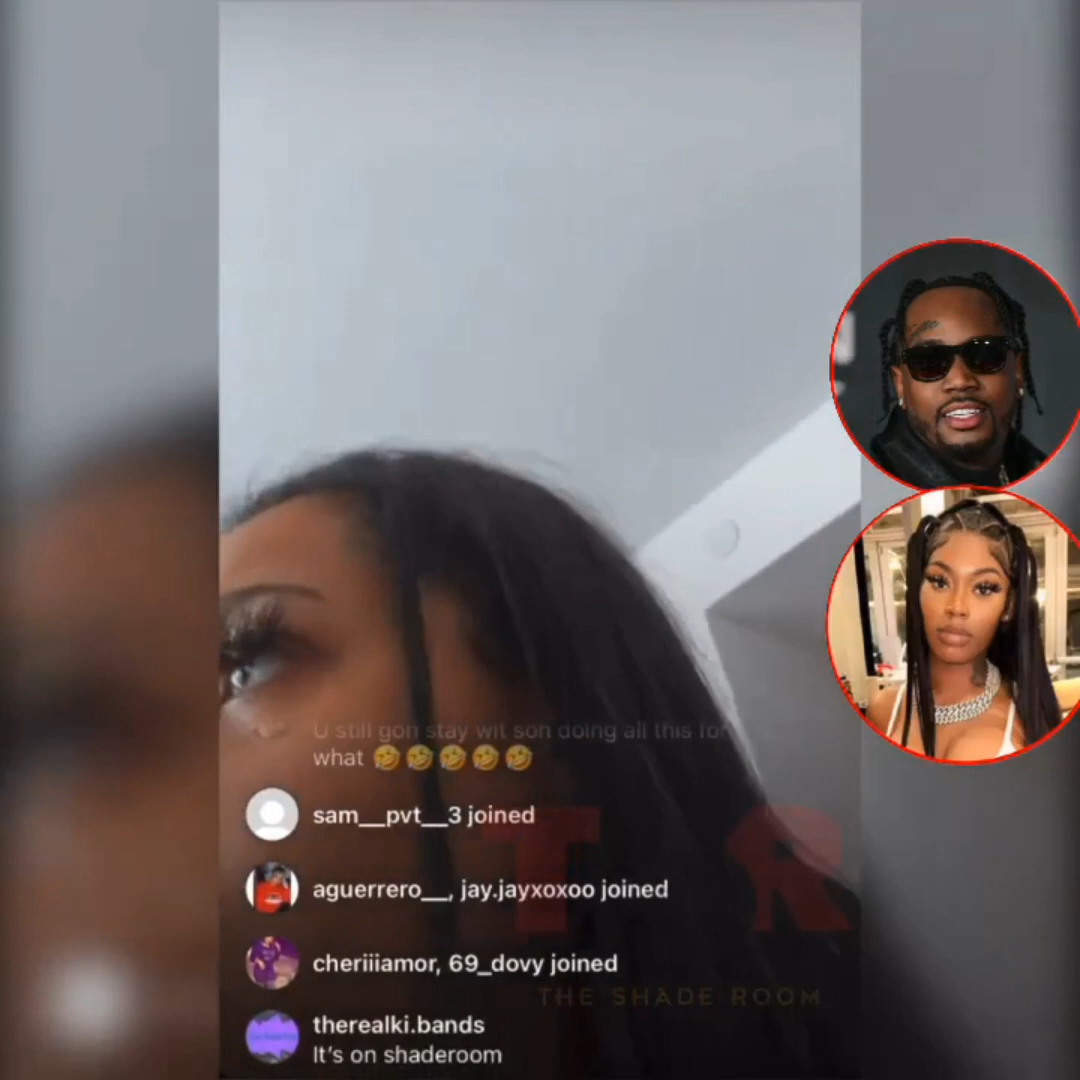 U still gon stay wit son doing all this for
what 🤣🤣🤣🤣🤣
sam__pvt__3 joined
aguerrero__, jay.jayxoxoo joined
cheriiiamor, 69_dovy joined
therealki.bands
It's on shaderoom
T R
THE SHADE ROOM